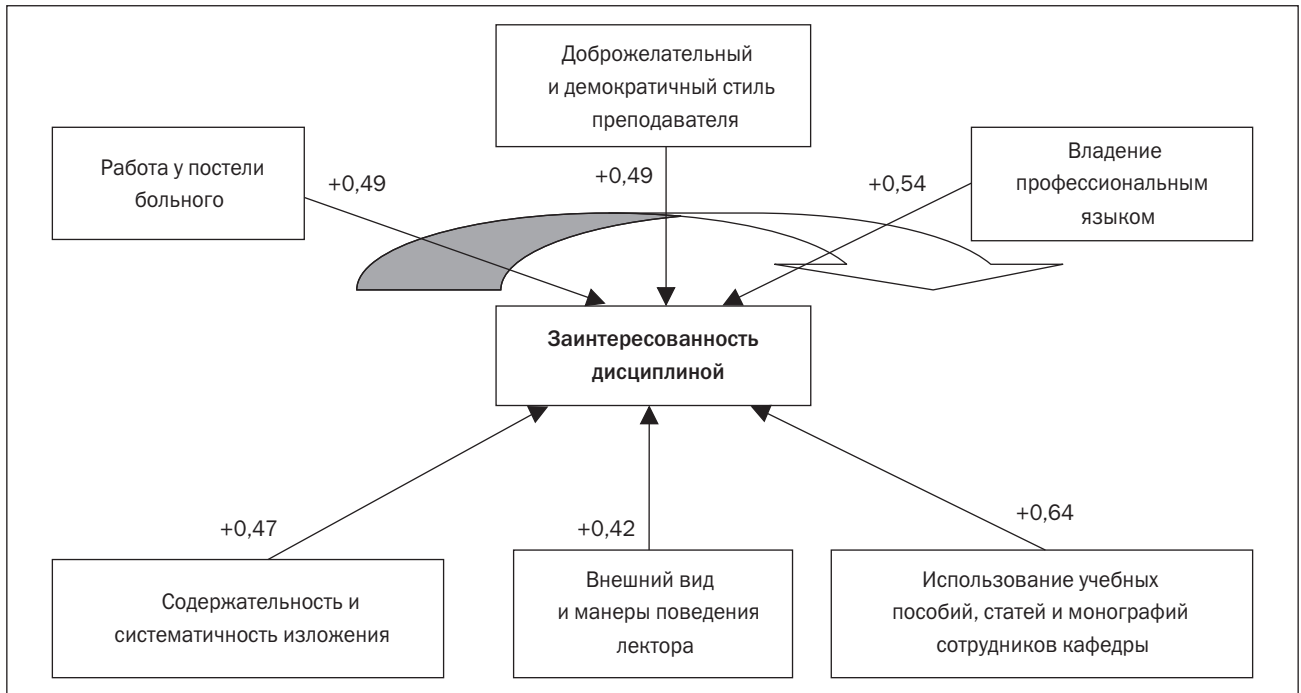 Доброжелательный
и демократичный стиль
преподавателя
Работа у постели
больного
Владение
профессиональным
языком
+0,49
+0,49
+0,54
Заинтересованность
дисциплиной
+0,47
+0,42
+0,64
Содержательность и
систематичность изложения
Внешний вид
и манеры поведения
лектора
Использование учебных
пособий, статей и монографий
сотрудников кафедры